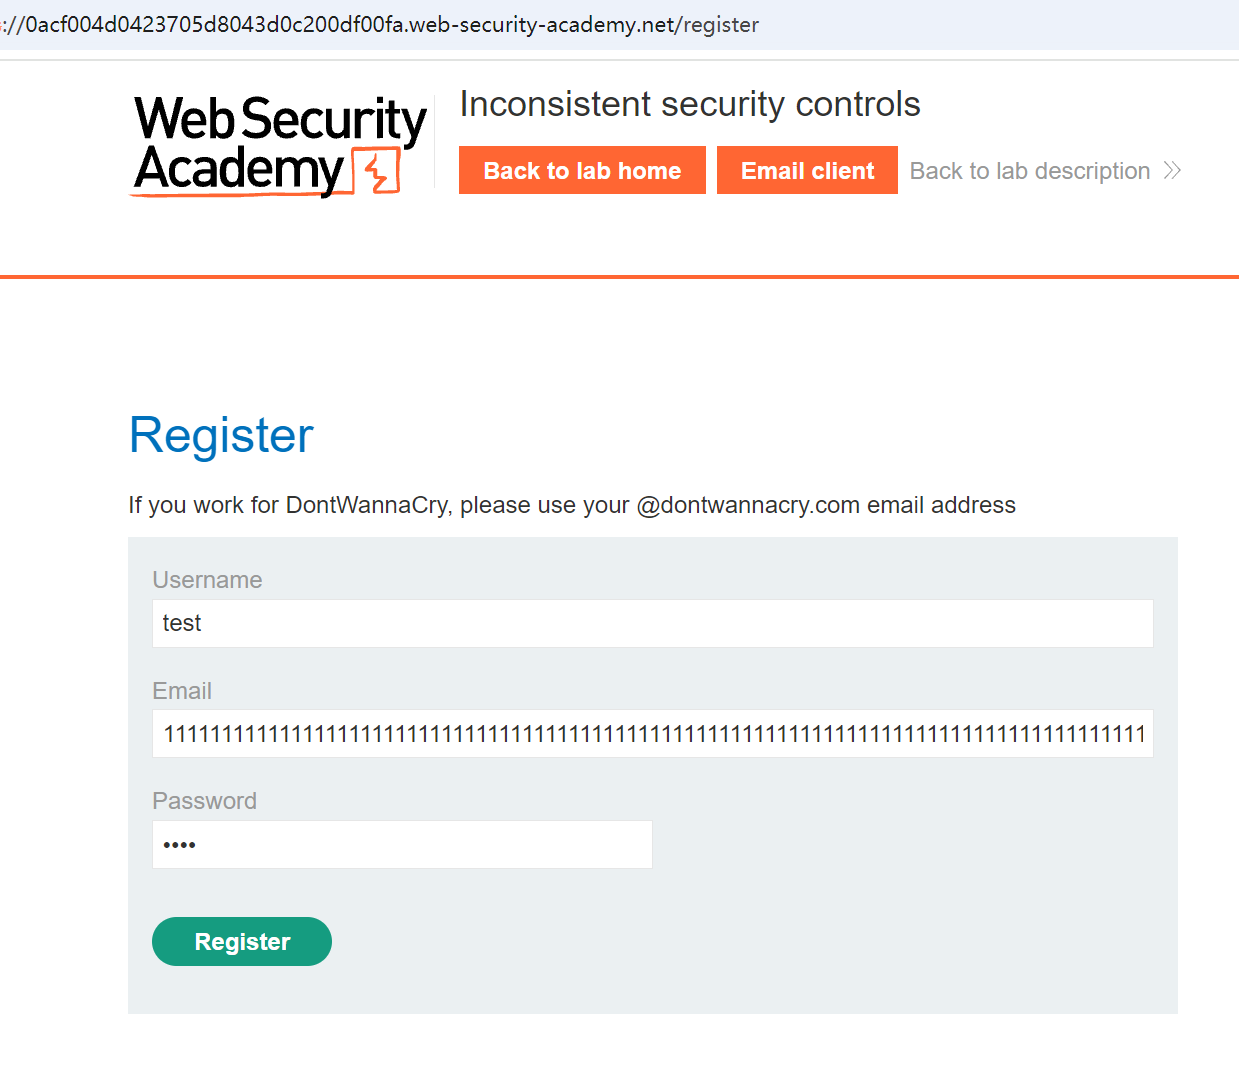 ://0acf004d0423705d8043d0c200df00fa.web-security-academy.net/register
Web Security
Academy
Inconsistent security controls
Back to lab home
Email client
Back to lab description
Register
If you work for DontWannaCry, please use your @dontwannacry.com email address
Username
test
Email
1111111111111111111111111111111111111111111111111111111111111111111111111111111111111
Password
••••
Register